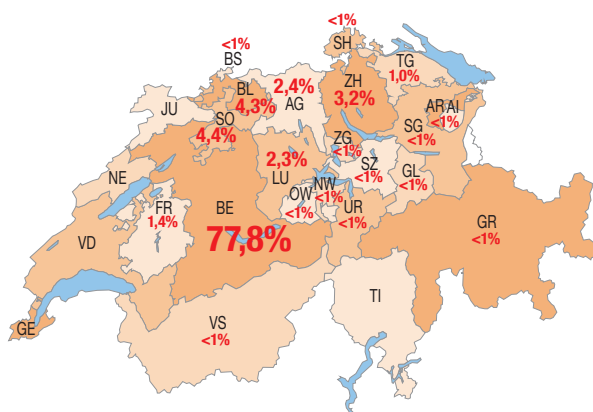 <1%
SH
<1%
BS
TG
1,0%
ZH
3,2%
BL
4,3%
2,4%
AG
JU
SO
4,4%
AR
AI
<1%
SG
<1%
ZG
<1%
2,3%
LU
SZ
<1%
GL
<1%
NE
OW
<1%
NW
<1%
FR
1,4%
BE
77,8%
UR
<1%
GR
<1%
VD
TI
VS
<1%
GE